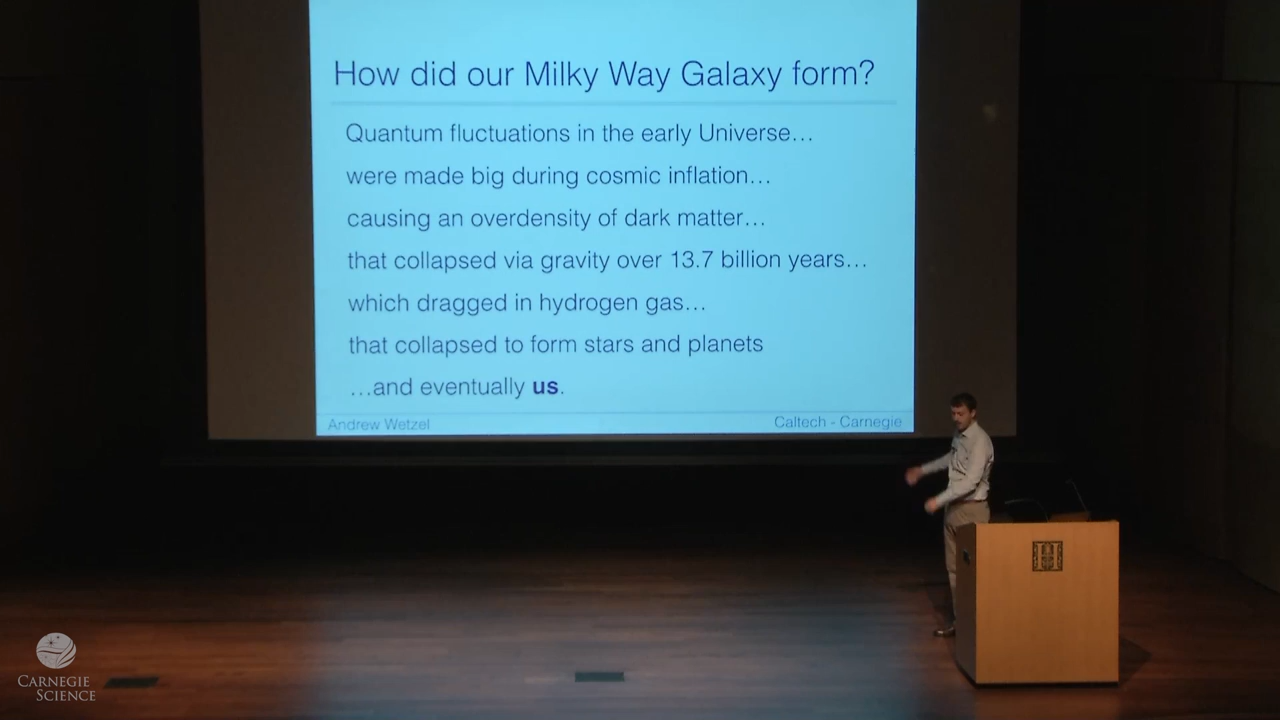 How did our Milky Way Galaxy form?
Quantum fluctuations in the early Universe…
were made big during cosmic inflation…
causing an overdensity of dark matter…
that collapsed via gravity over 13.7 billion years…
which dragged in hydrogen gas…
that collapsed to form stars and planets
…and eventually us.
Andrew Wetzel
Caltech - Carnegie
H
CARNEGIE
SCIENCE